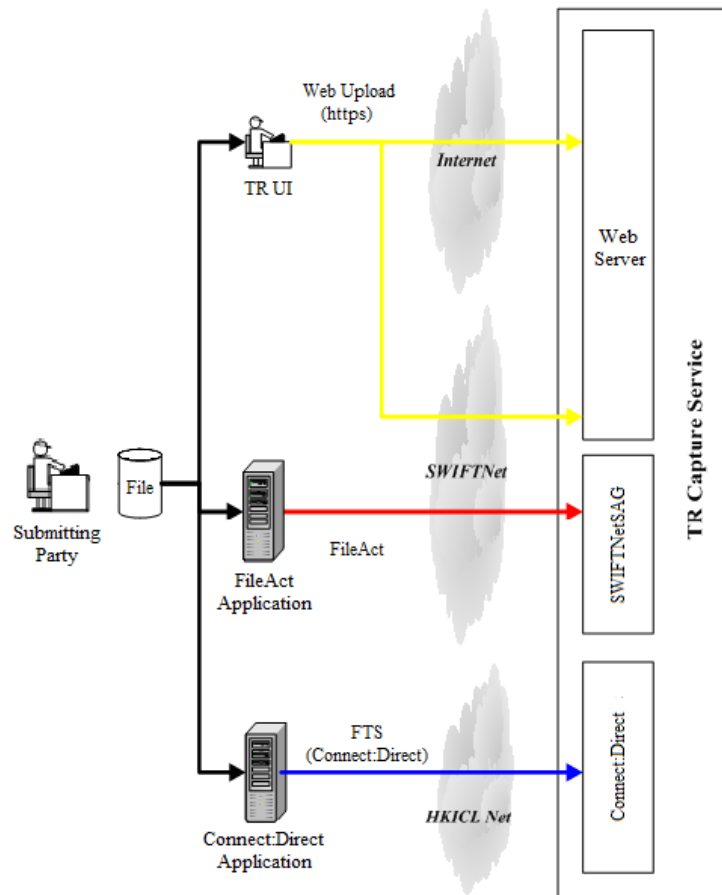 Web Upload
(https)
Internet
TR UI
Web
Server
TR Capture Service
File
Submitting
Party
SWIFTNet
FileAct
FileAct
Application
SWIFTNetSAG
FTS
(Connect:Direct)
Connect:Direct
HKICL Net
Connect:Direct
Application